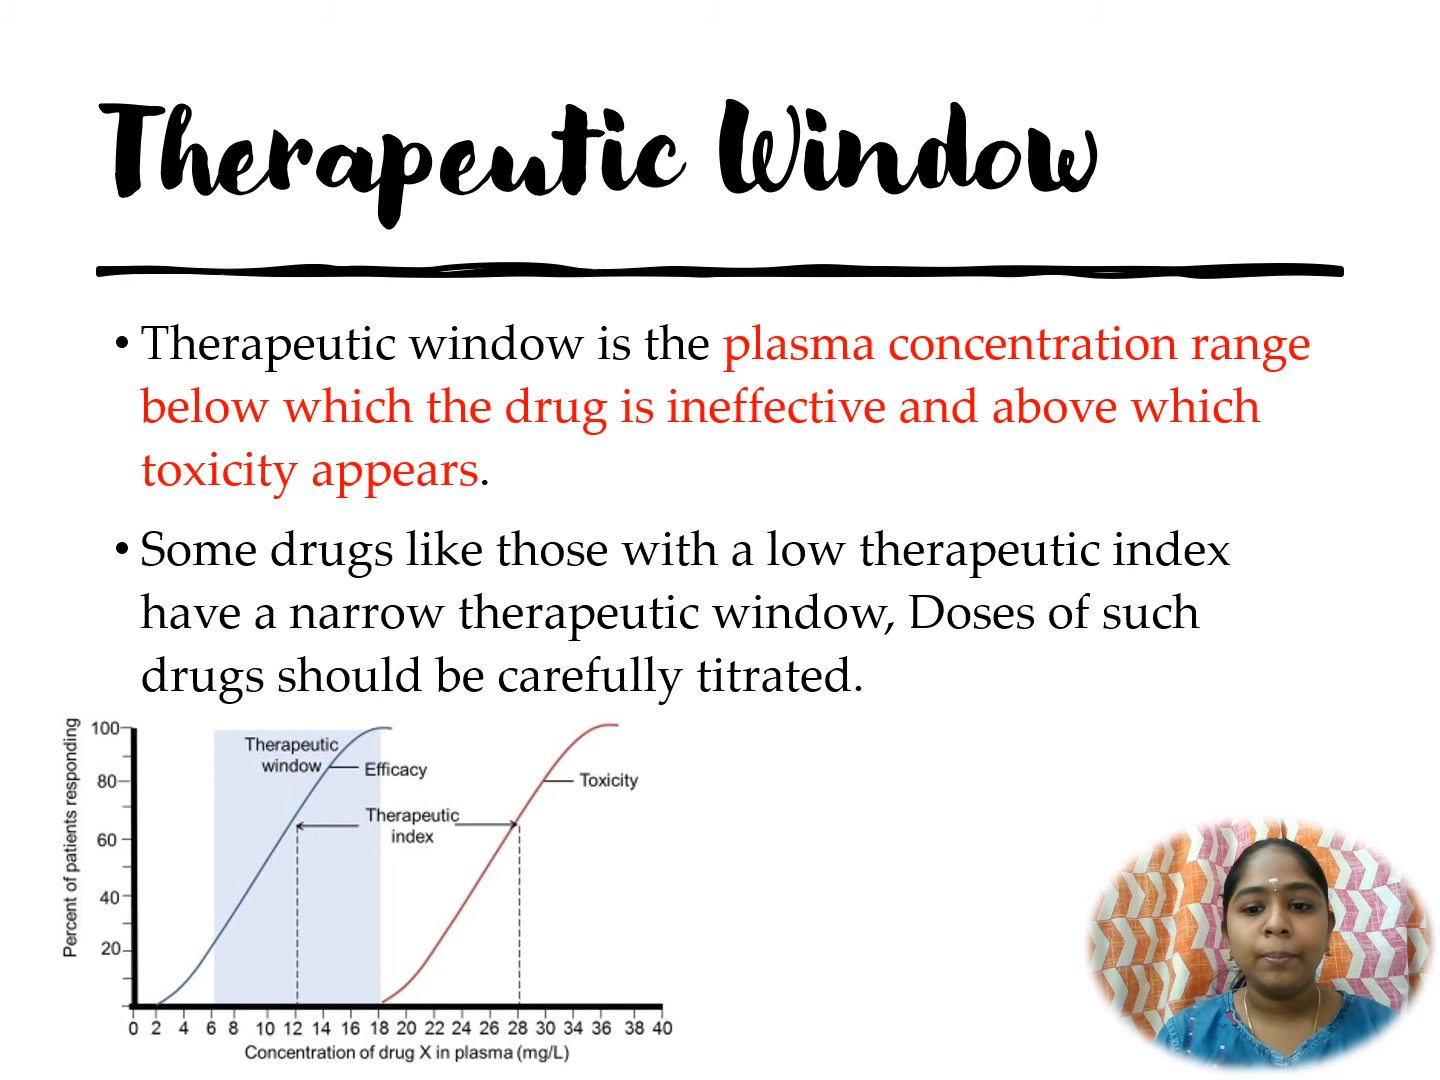 Therapeutic Window
• Therapeutic window is the plasma concentration range
below which the drug is ineffective and above which
toxicity appears.
• Some drugs like those with a low therapeutic index
have a narrow therapeutic window, Doses of such
drugs should be carefully titrated.
Percent of patients responding
100
80
60
40
20
Therapeutic
window
Efficacy
Therapeutic
index
Toxicity
0 2 4 6 8 10 12 14 16 18 20 22 24 26 28 30 34 36 38 40
Concentration of drug X in plasma (mg/L)